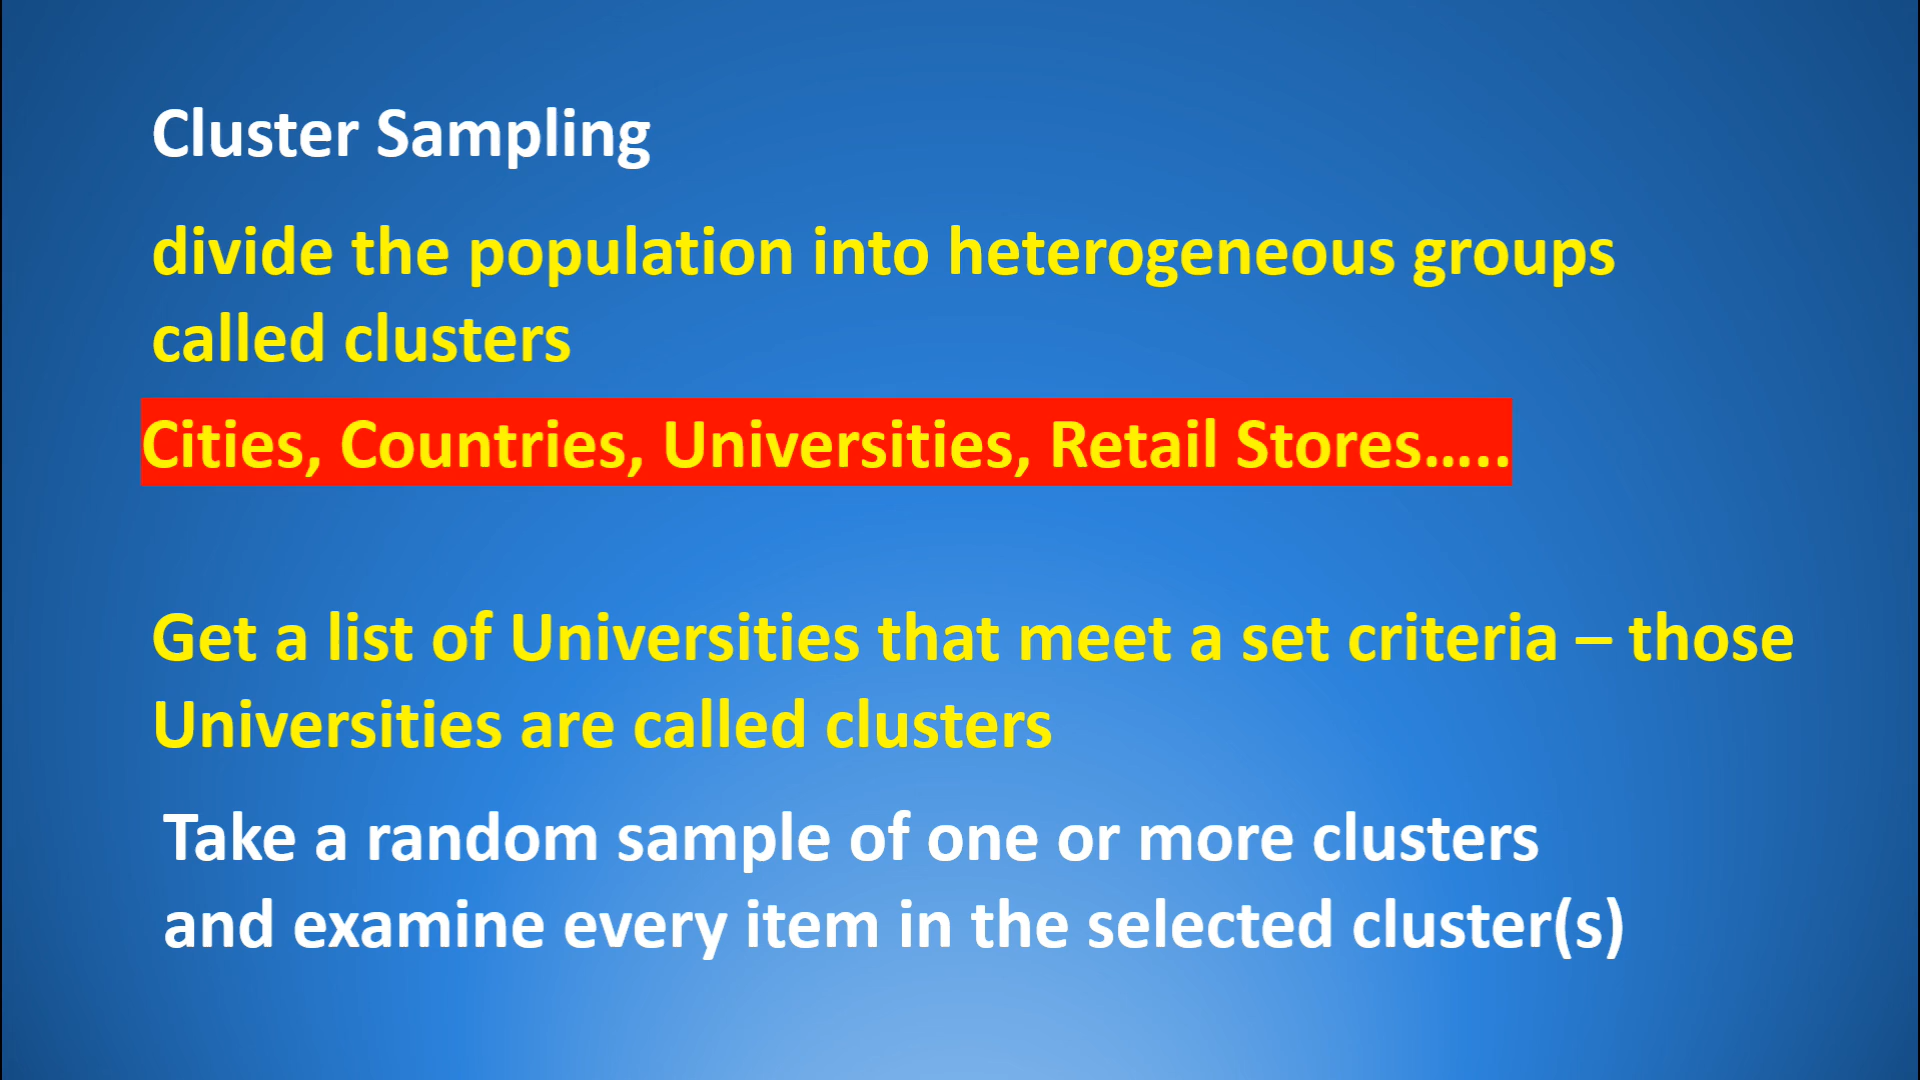 Cluster Sampling
divide the population into heterogeneous groups
called clusters
Cities, Countries, Universities, Retail Stores…..
Get a list of Universities that meet a set criteria – those
Universities are called clusters
Take a random sample of one or more clusters
and examine every item in the selected cluster(s)